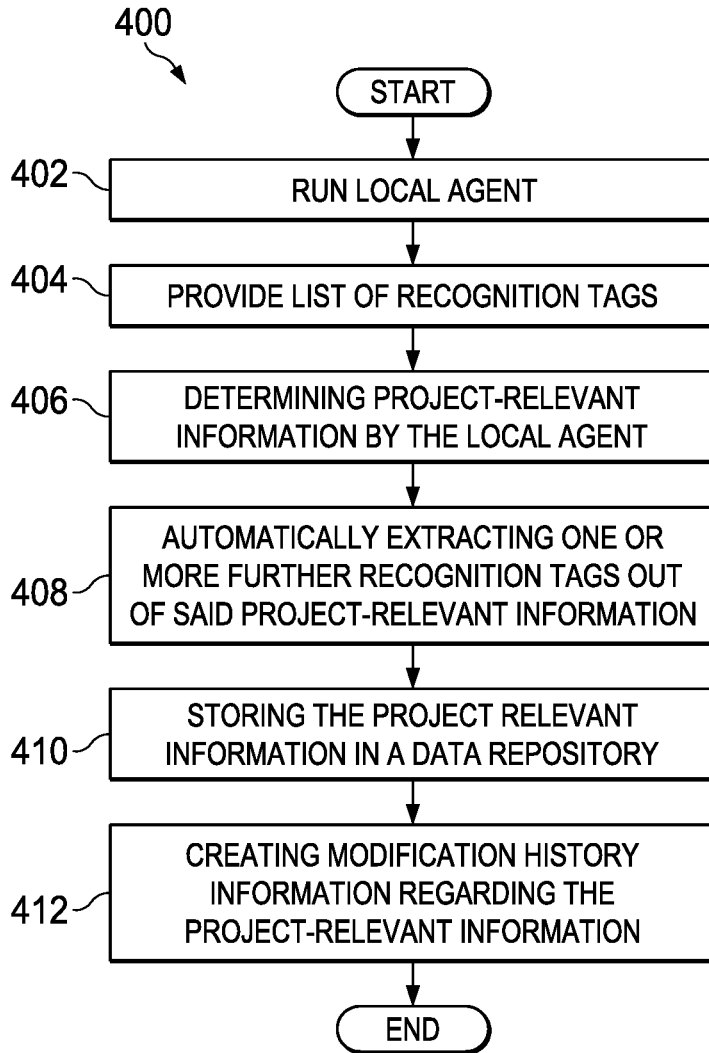 400
START
402
RUN LOCAL AGENT
404
PROVIDE LIST OF RECOGNITION TAGS
406
DETERMINING PROJECT-RELEVANT
INFORMATION BY THE LOCAL AGENT
408
AUTOMATICALLY EXTRACTING ONE OR
MORE FURTHER RECOGNITION TAGS OUT
OF SAID PROJECT-RELEVANT INFORMATION
410
STORING THE PROJECT RELEVANT
INFORMATION IN A DATA REPOSITORY
412
CREATING MODIFICATION HISTORY
INFORMATION REGARDING THE
PROJECT-RELEVANT INFORMATION
END